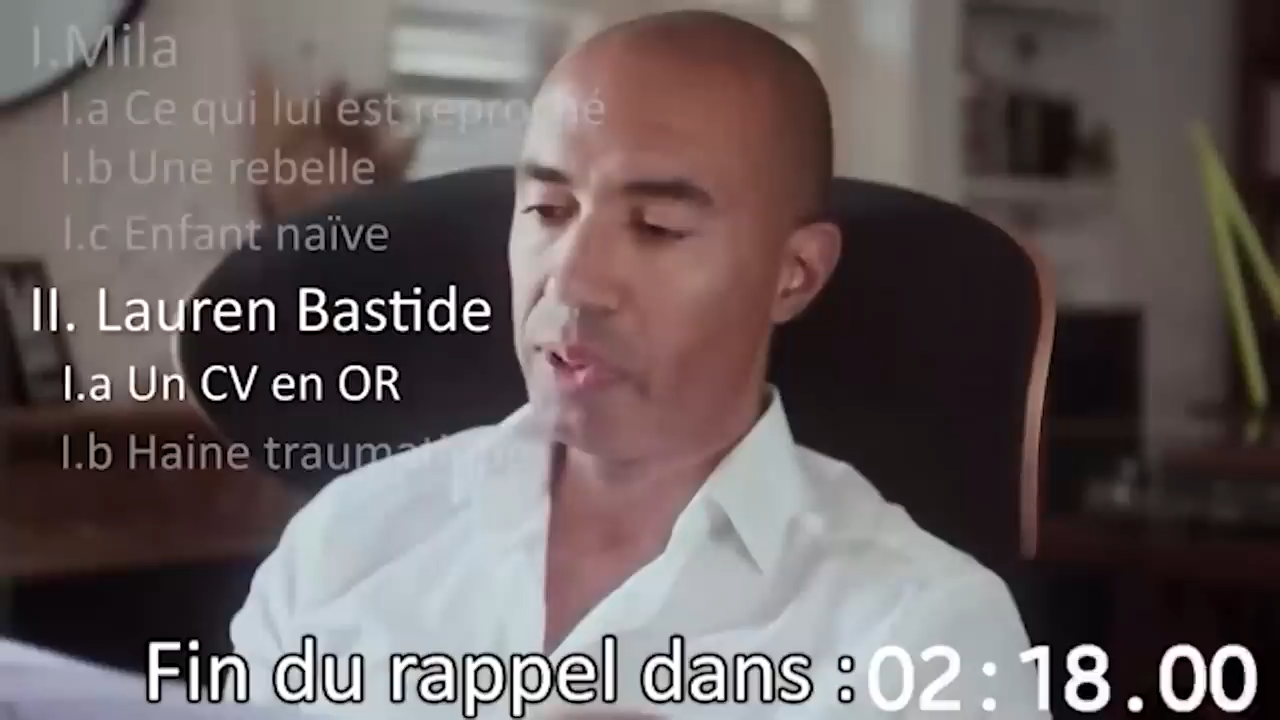 I.Mila
I.a Ce qui lui est reproché
I.b Une rebelle
I.c Enfant naïve
II. Lauren Bastide
I.a Un CV en OR
I.b Haine
Fin du rappel dans : 02:18.00